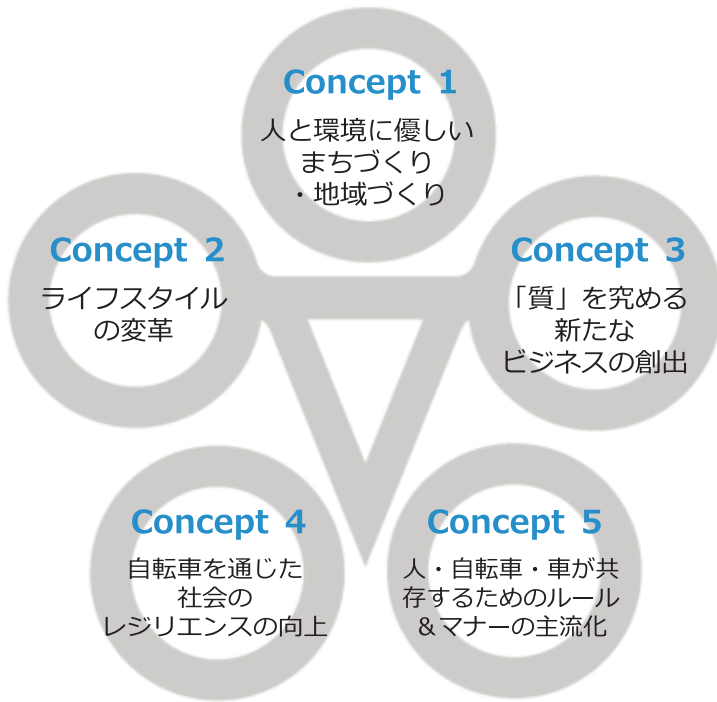 Concept 1
人と環境に優しい
まちづくり
・地域づくり
Concept 2
ライフスタイル
の変革
Concept 3
「質」を究める
新たな
ビジネスの創出
Concept 4
自転車を通じた
社会の
レジリエンスの向上
Concept 5
人・自転車・車が共
存するためのルール
＆マナーの主流化